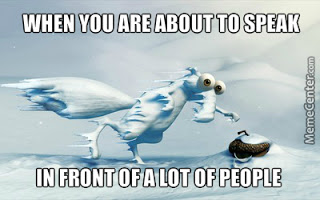 WHEN YOU ARE ABOUT TO SPEAK
IN FRONT OF A LOT OF PEOPLE
MemeCenter.com